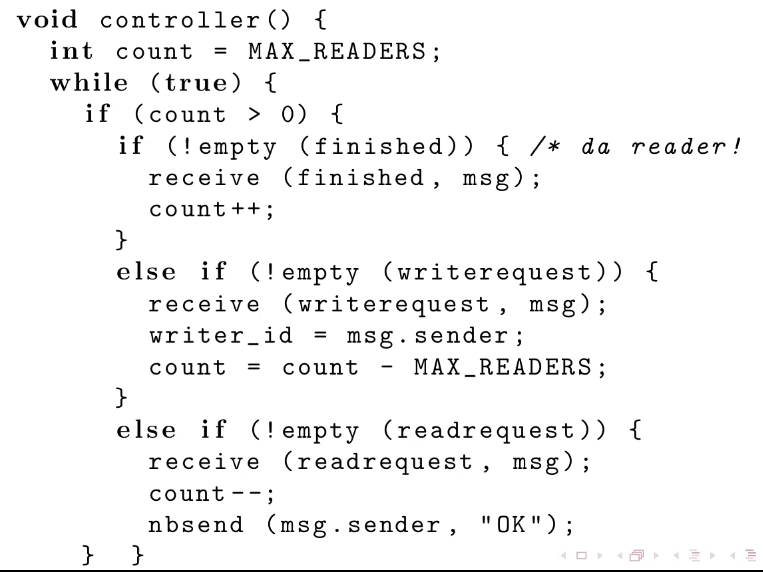 void controller() {
int count = MAX_READERS;
while (true) {
if (count > 0) {
if (!empty (finished)) { /* da reader!
receive (finished, msg);
count++;
}
else if (!empty (writerequest)) {
receive (writerequest, msg);
writer_id = msg.sender;
count = count - MAX_READERS;
}
else if (!empty (readrequest)) {
receive (readrequest, msg);
count--;
nbsend (msg.sender, "OK");
} }